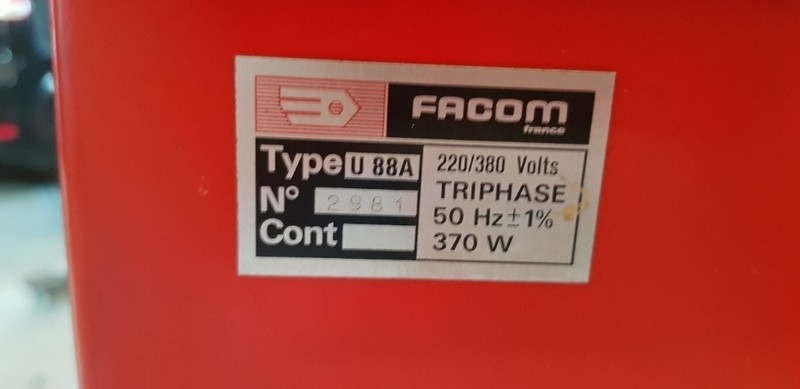 FACOM
france
Type U 88A
N° 2981
Cont
220/380 Volts
TRIPHASE
50 Hz ± 1%
370 W